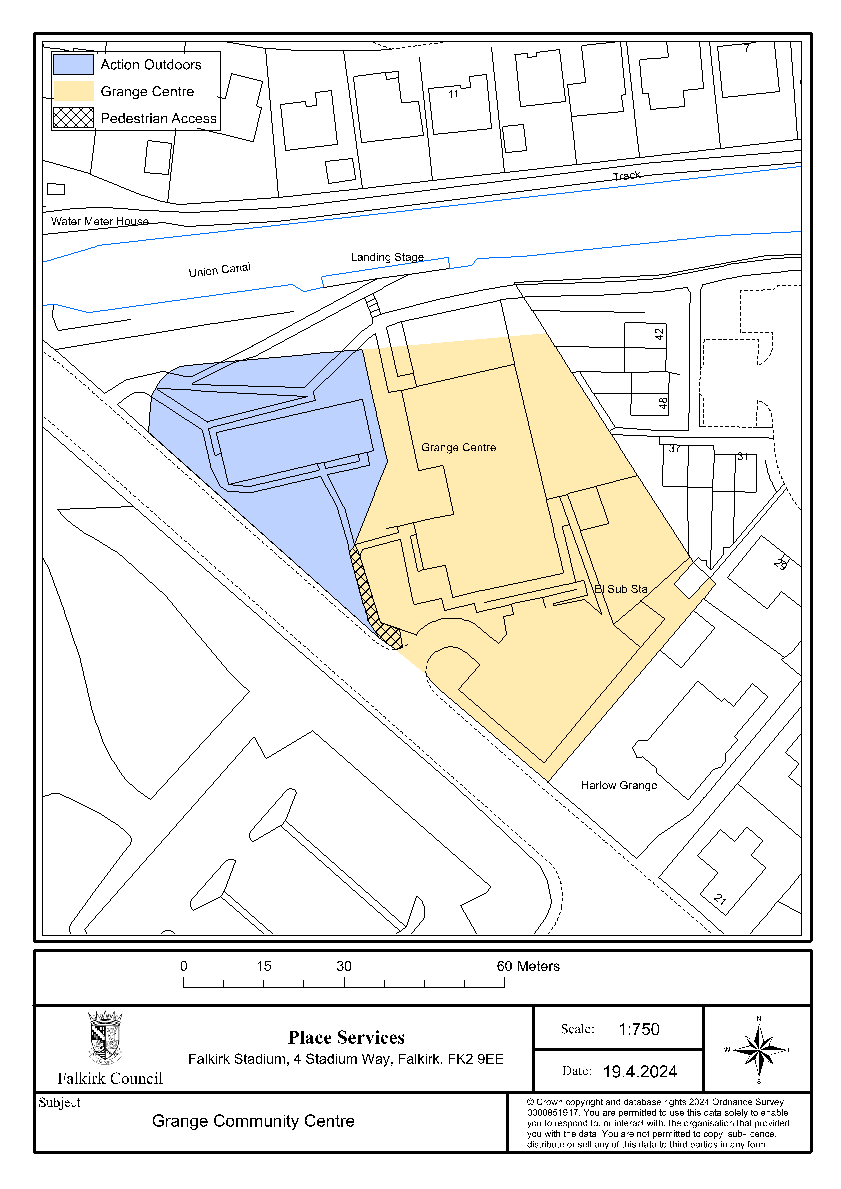 Action Outdoors
Grange Centre
Pedestrian Access
7
11
Track
Water Meter House
Landing Stage
Union Canal
42
48
Grange Centre
37
31
29
El Sub Sta
Harlow Grange
21
0 15 30 60 Meters
Place Services
Falkirk Stadium, 4 Stadium Way, Falkirk. FK2 9EE
Falkirk Council
Scale: 1:750
Date: 19.4.2024
N
W
S
Subject
Grange Community Centre
© Crown copyright and database rights 2024 Ordnance Survey
0000851917. You are permitted to use this data solely to enable
you to respond to, or interact with, the organisation that provided
you with the data. You are not permitted to copy, sub-licence,
distribute or sell any of this data to third parties in any form